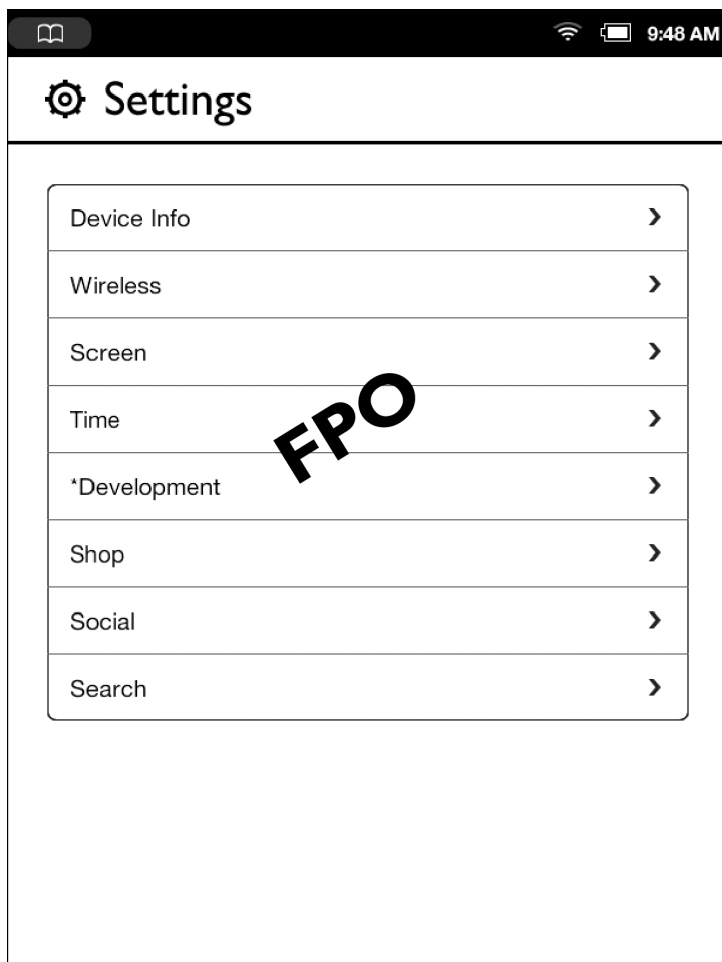 9:48 AM
Settings
Device Info
Wireless
Screen
Time
FPO
*Development
Shop
Social
Search